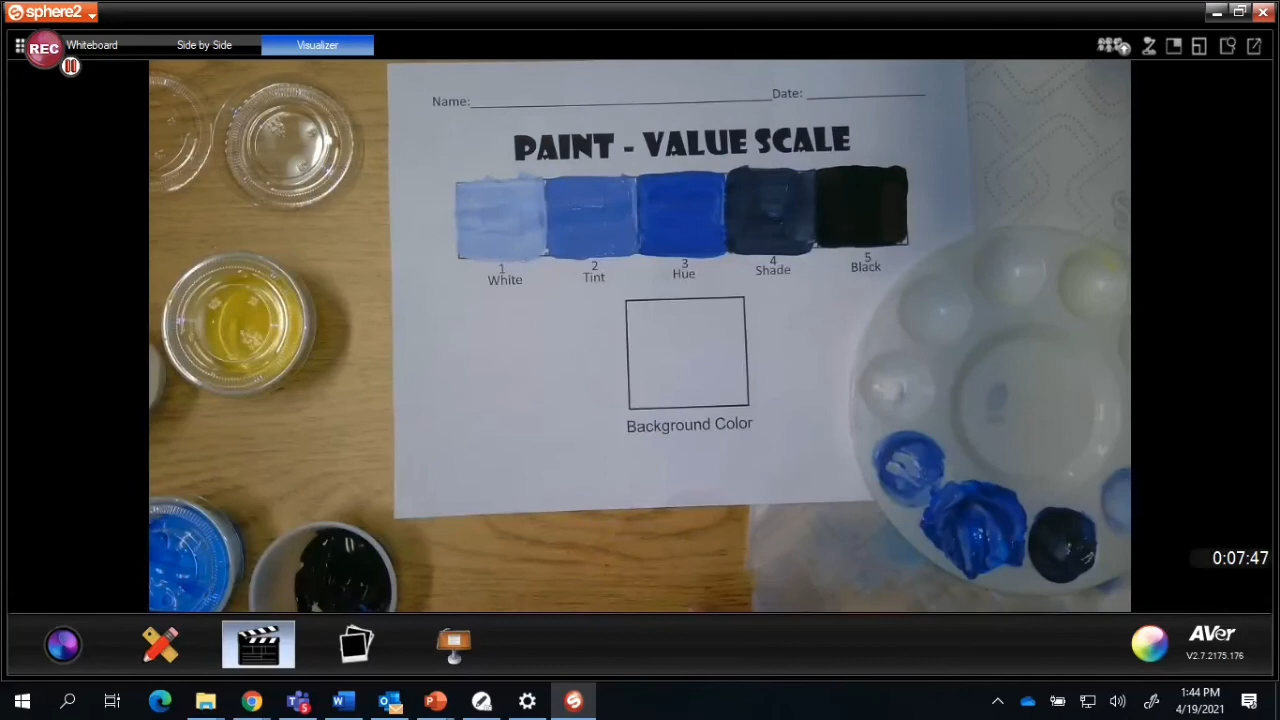 sphere2
REC
Whiteboard
Side by Side
Visualizer
Name: Date:
PAINT - VALUE SCALE
1 2 3 4 5
White Tint Hue Shade Black
Background Color
0:07:47
AVer
V2.7.2175.176
1:44 PM
4/19/2021